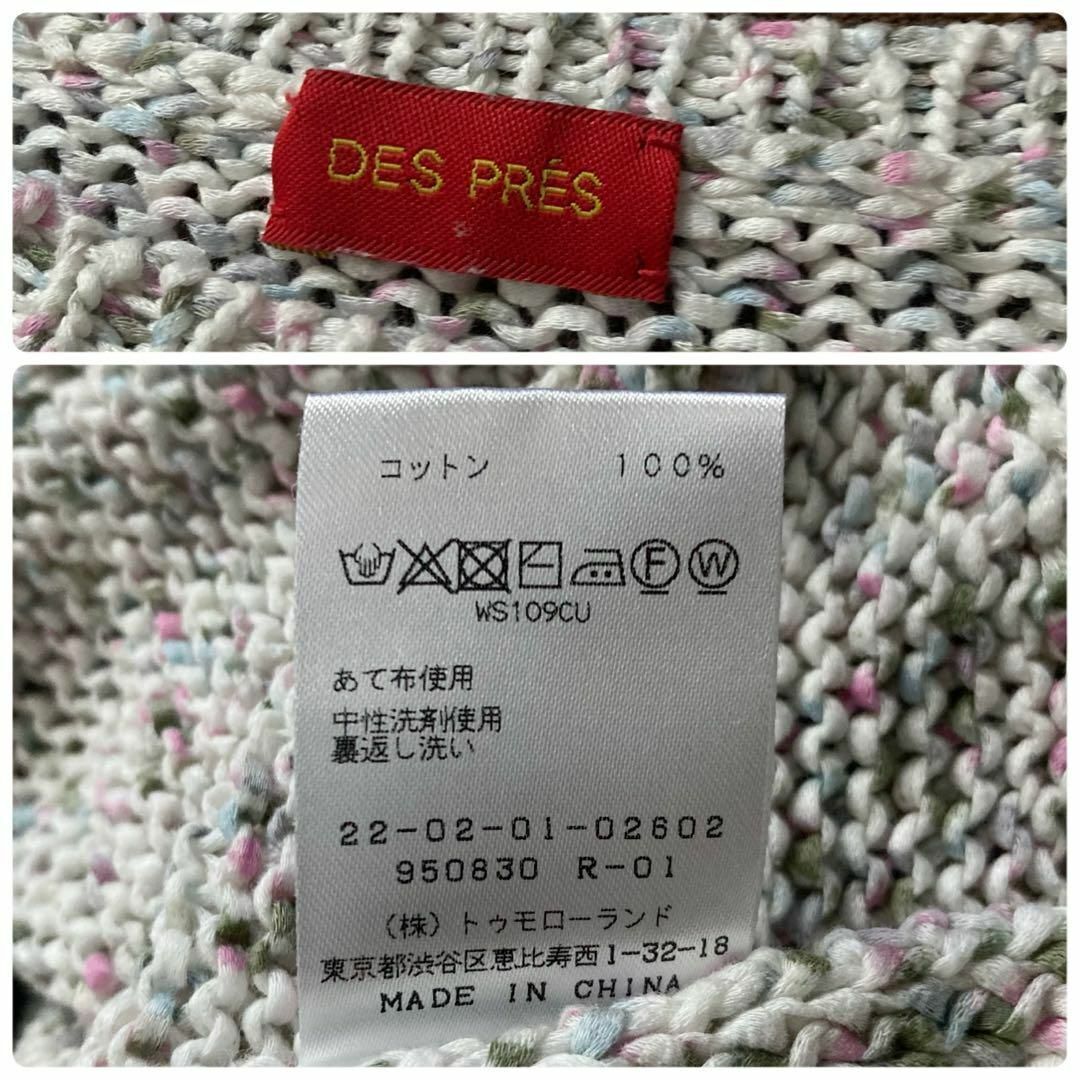 DES PRÉS
コットン 100%
F W
WS109CU
あて布使用
中性洗剤使用
裏返し洗い
22-02-01-02602
950830 R-01
(株)トゥモローランド
東京都渋谷区恵比寿西1-32-18
MADE IN CHINA